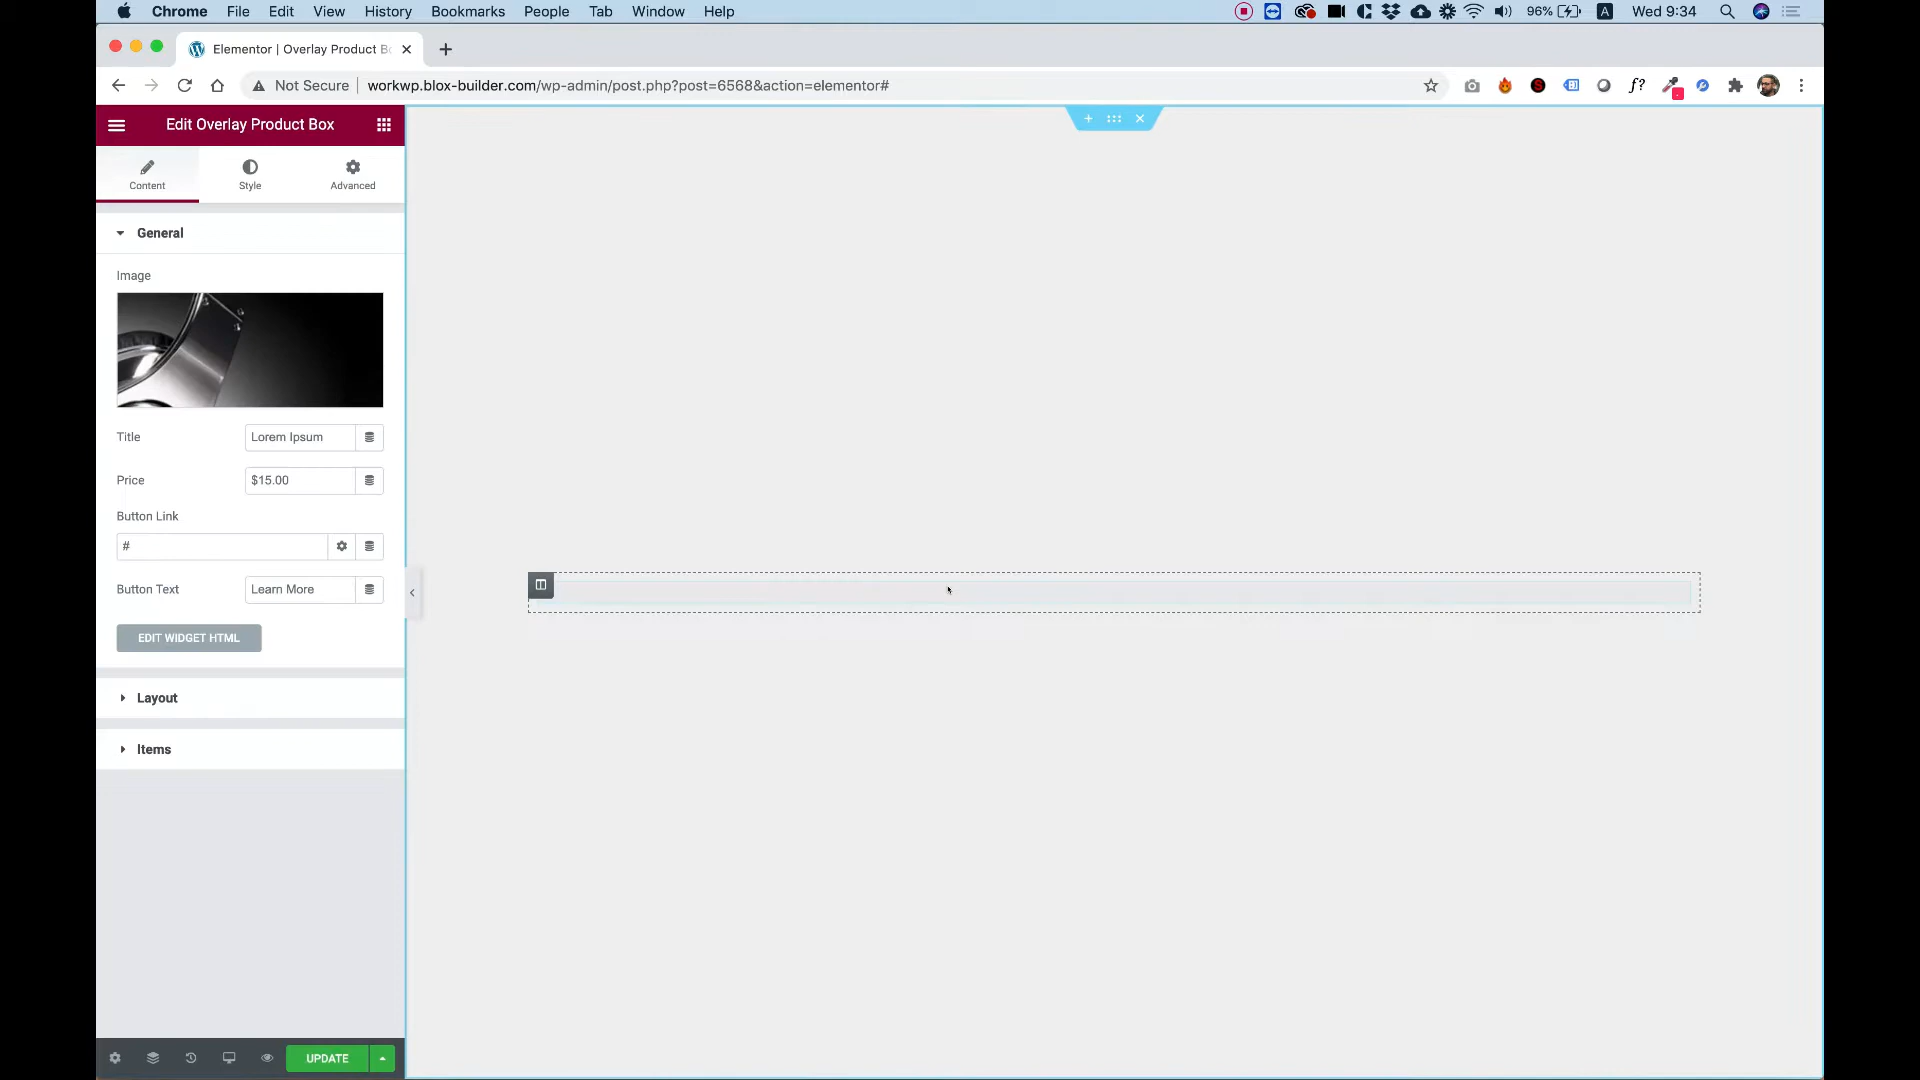 Chrome File Edit View History Bookmarks People Tab Window Help 96% A Wed 9:34
Elementor | Overlay Product B
Not Secure workwp.blox-builder.com/wp-admin/post.php?post=6568&action=elementor# S f?
Edit Overlay Product Box
Content Style Advanced
General
Image
Title Lorem Ipsum
Price $15.00
Button Link
#
Button Text Learn More
EDIT WIDGET HTML
Layout
Items
UPDATE